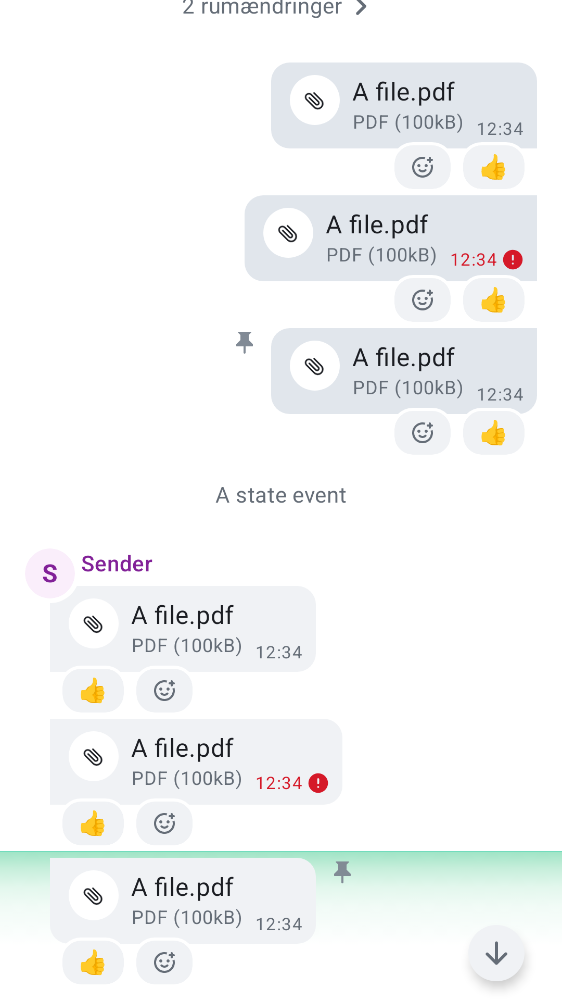 2 rumændringer
A file.pdf
PDF (100kB) 12:34
👍
A file.pdf
PDF (100kB) 12:34
👍
A file.pdf
PDF (100kB) 12:34
👍
A state event
S Sender
A file.pdf
PDF (100kB) 12:34
👍
A file.pdf
PDF (100kB) 12:34
👍
A file.pdf
PDF (100kB) 12:34
👍